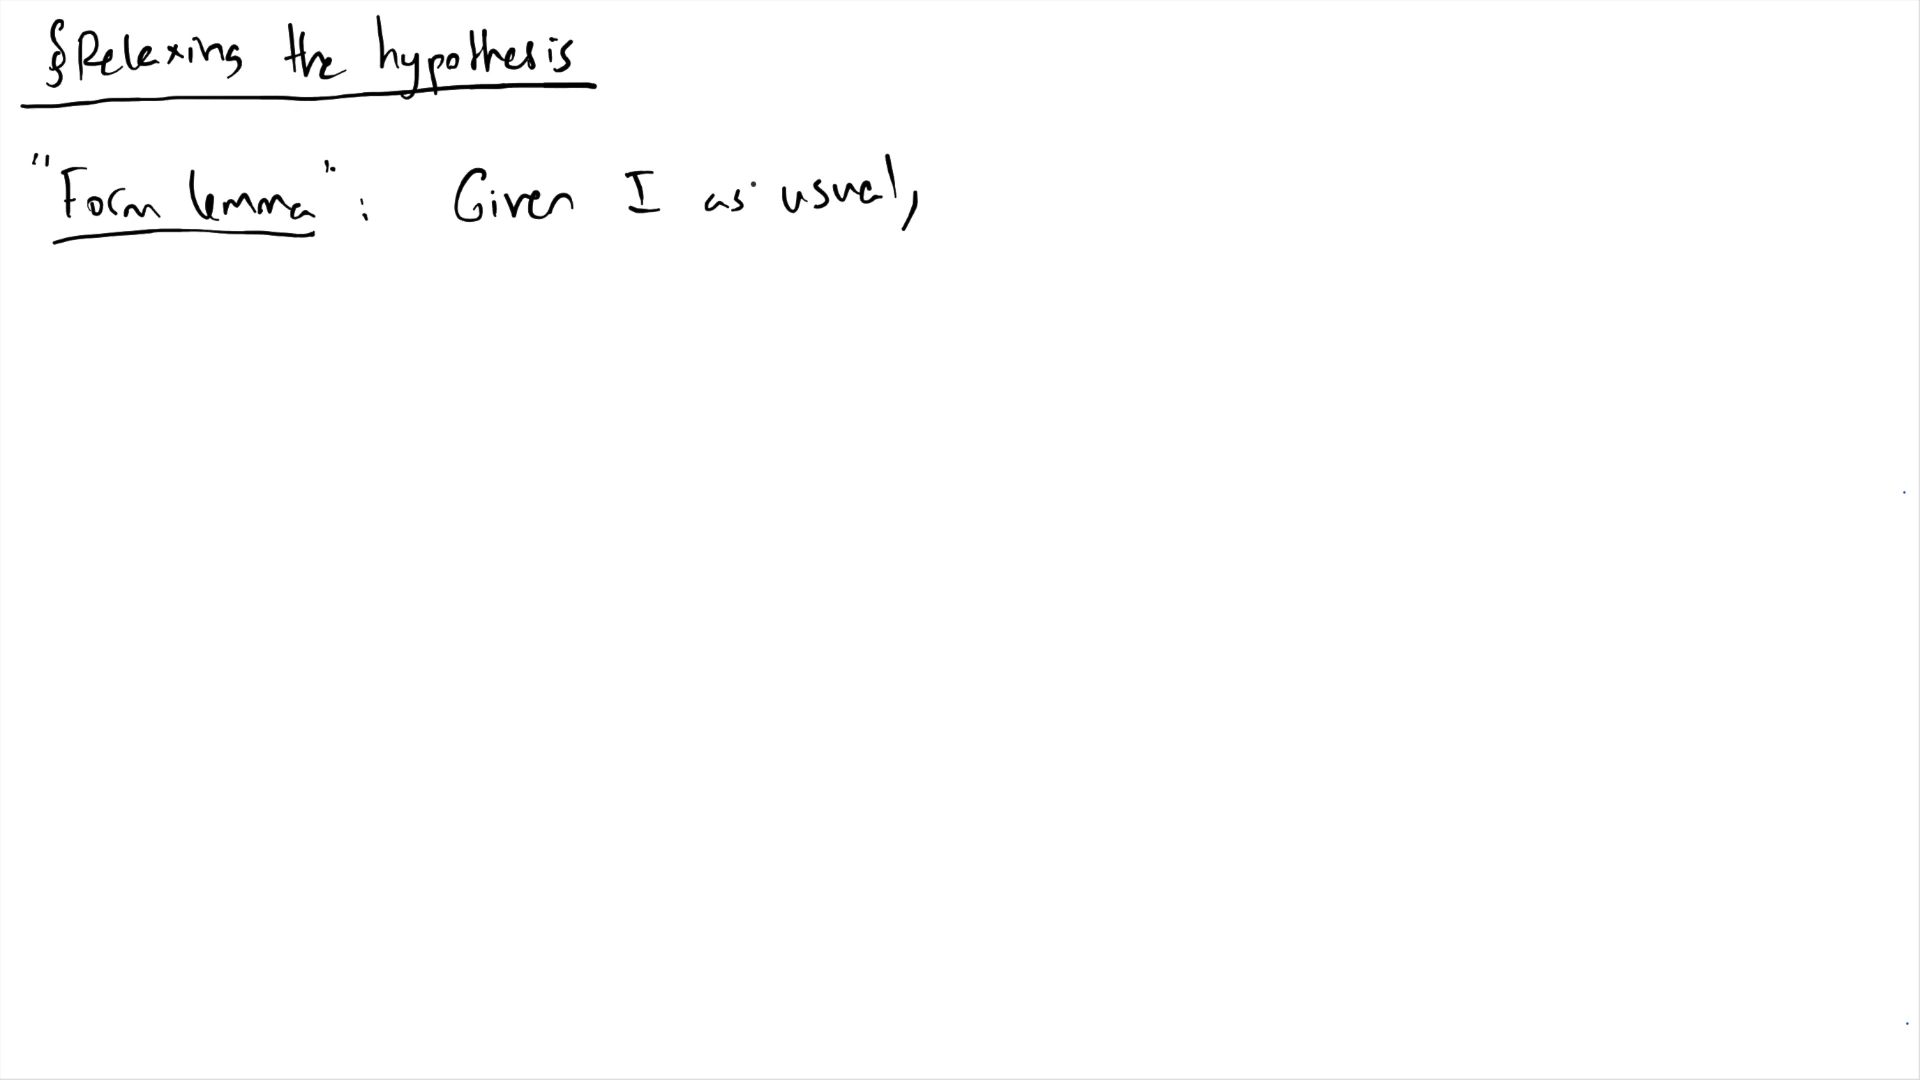 §Relaxing the hypothesis
"Form lemma": Given I as usual,